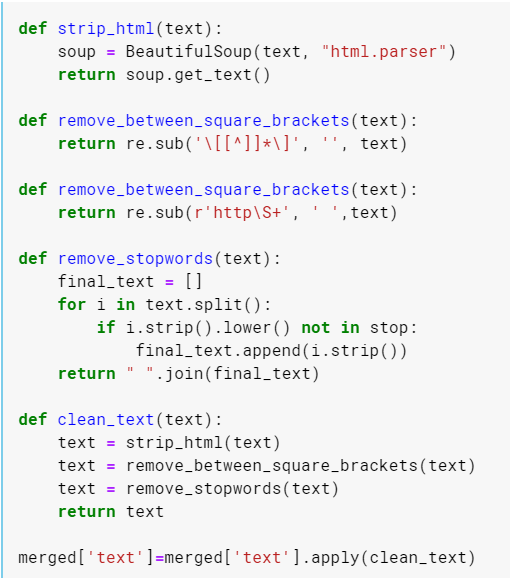 def strip_html(text):
    soup = BeautifulSoup(text, "html.parser")
    return soup.get_text()

def remove_between_square_brackets(text):
    return re.sub('\[[^]]*\]', '', text)

def remove_between_square_brackets(text):
    return re.sub(r'http\S+', ' ',text)

def remove_stopwords(text):
    final_text = []
    for i in text.split():
        if i.strip().lower() not in stop:
            final_text.append(i.strip())
    return " ".join(final_text)

def clean_text(text):
    text = strip_html(text)
    text = remove_between_square_brackets(text)
    text = remove_stopwords(text)
    return text

merged['text']=merged['text'].apply(clean_text)